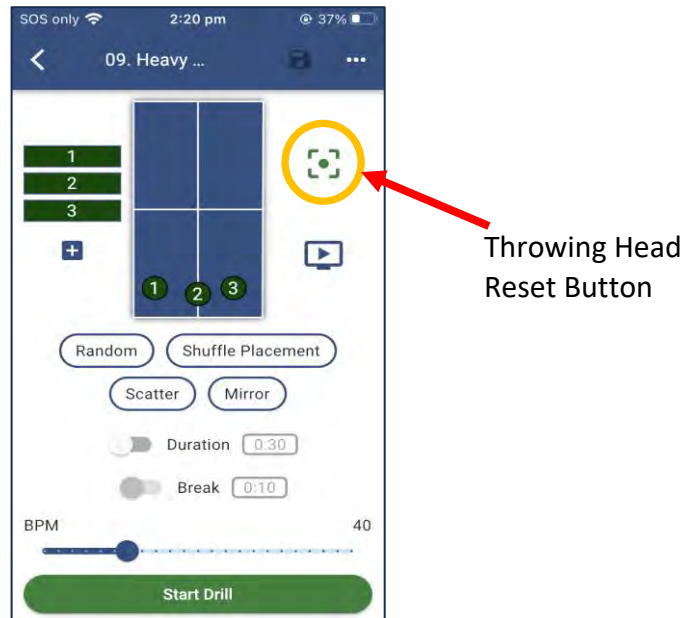 SOS only 2:20 pm 37%
09. Heavy ...
1
2
3
1 2 3
Throwing Head
Reset Button
Random Shuffle Placement
Scatter Mirror
Duration 0:30
Break 0:10
BPM 40
Start Drill